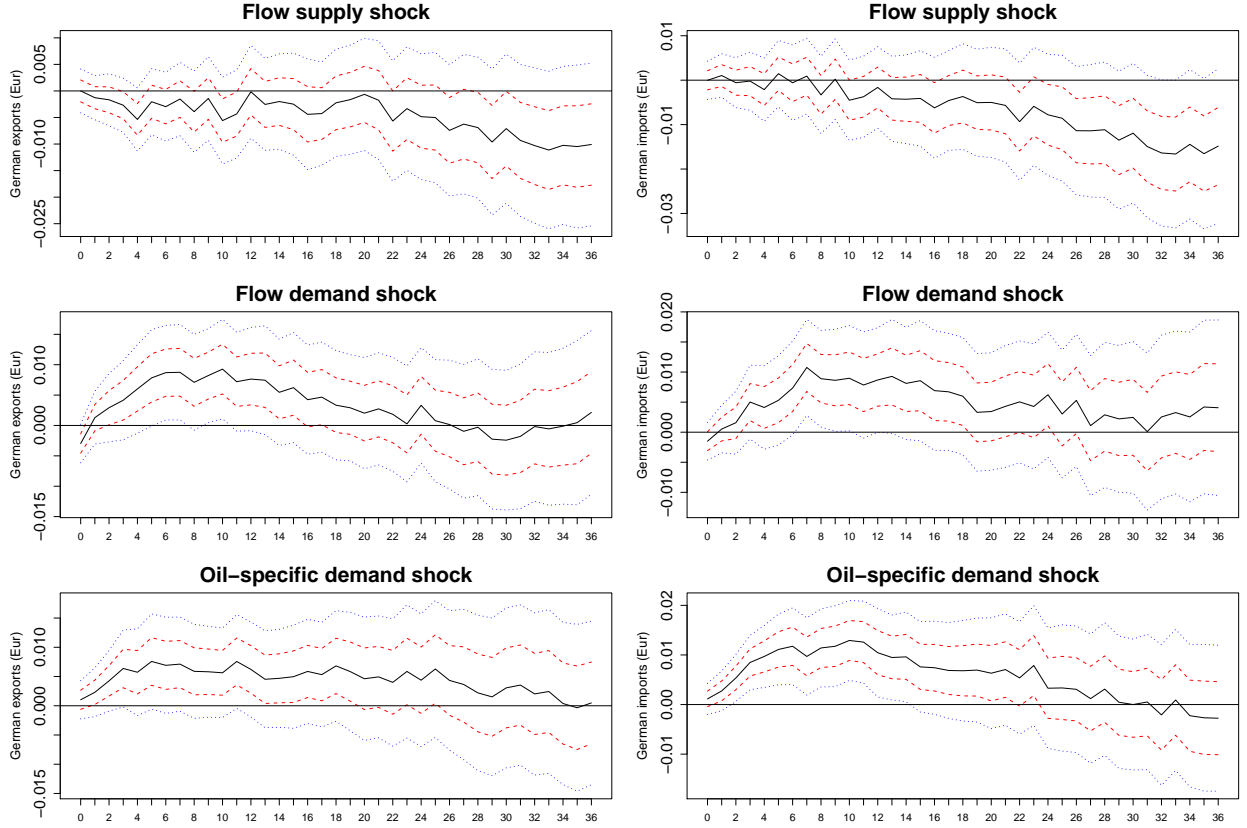 Flow supply shock
German exports (Eur)
0.005
−0.010
−0.025
0 2 4 6 8 10 12 14 16 18 20 22 24 26 28 30 32 34 36
Flow supply shock
German imports (Eur)
0.01
−0.01
−0.03
0 2 4 6 8 10 12 14 16 18 20 22 24 26 28 30 32 34 36
Flow demand shock
German exports (Eur)
0.010
0.000
−0.015
0 2 4 6 8 10 12 14 16 18 20 22 24 26 28 30 32 34 36
Flow demand shock
German imports (Eur)
0.020
0.010
0.000
−0.010
0 2 4 6 8 10 12 14 16 18 20 22 24 26 28 30 32 34 36
Oil−specific demand shock
German exports (Eur)
0.010
0.000
−0.015
0 2 4 6 8 10 12 14 16 18 20 22 24 26 28 30 32 34 36
Oil−specific demand shock
German imports (Eur)
0.02
0.00
−0.01
0 2 4 6 8 10 12 14 16 18 20 22 24 26 28 30 32 34 36